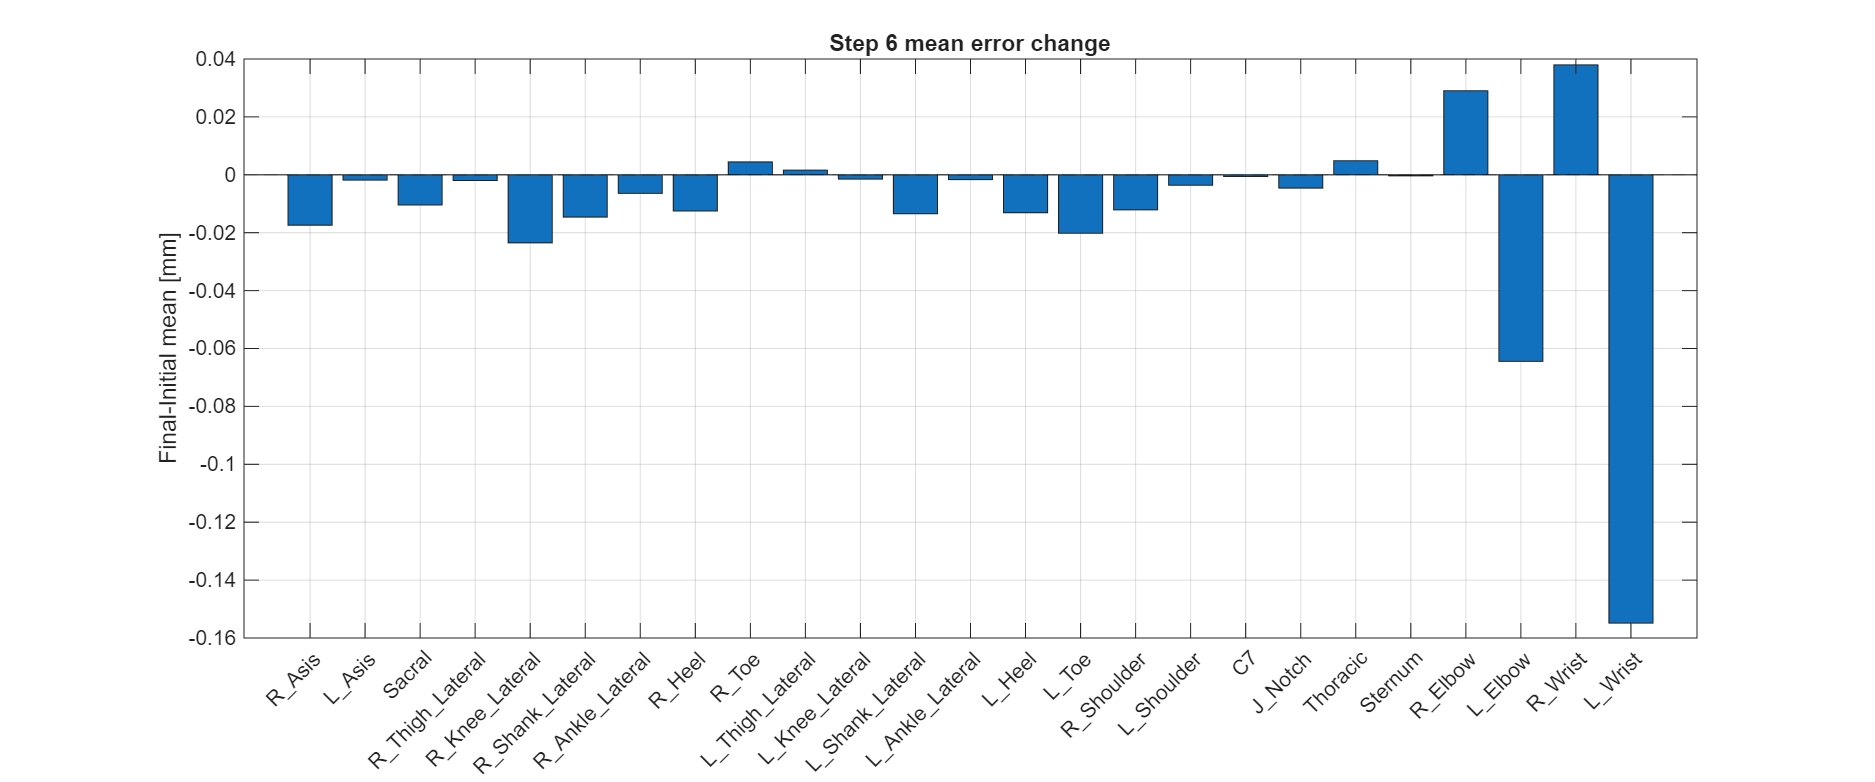 Step 6 mean error change
Final-Initial mean [mm]
0.04
0.02
0
-0.02
-0.04
-0.06
-0.08
-0.1
-0.12
-0.14
-0.16
R_Asis
L_Asis
Sacral
R_Thigh_Lateral
R_Knee_Lateral
R_Shank_Lateral
R_Ankle_Lateral
R_Heel
R_Toe
L_Thigh_Lateral
L_Knee_Lateral
L_Shank_Lateral
L_Ankle_Lateral
L_Heel
L_Toe
R_Shoulder
L_Shoulder
C7
J_Notch
Thoracic
Sternum
R_Elbow
L_Elbow
R_Wrist
L_Wrist